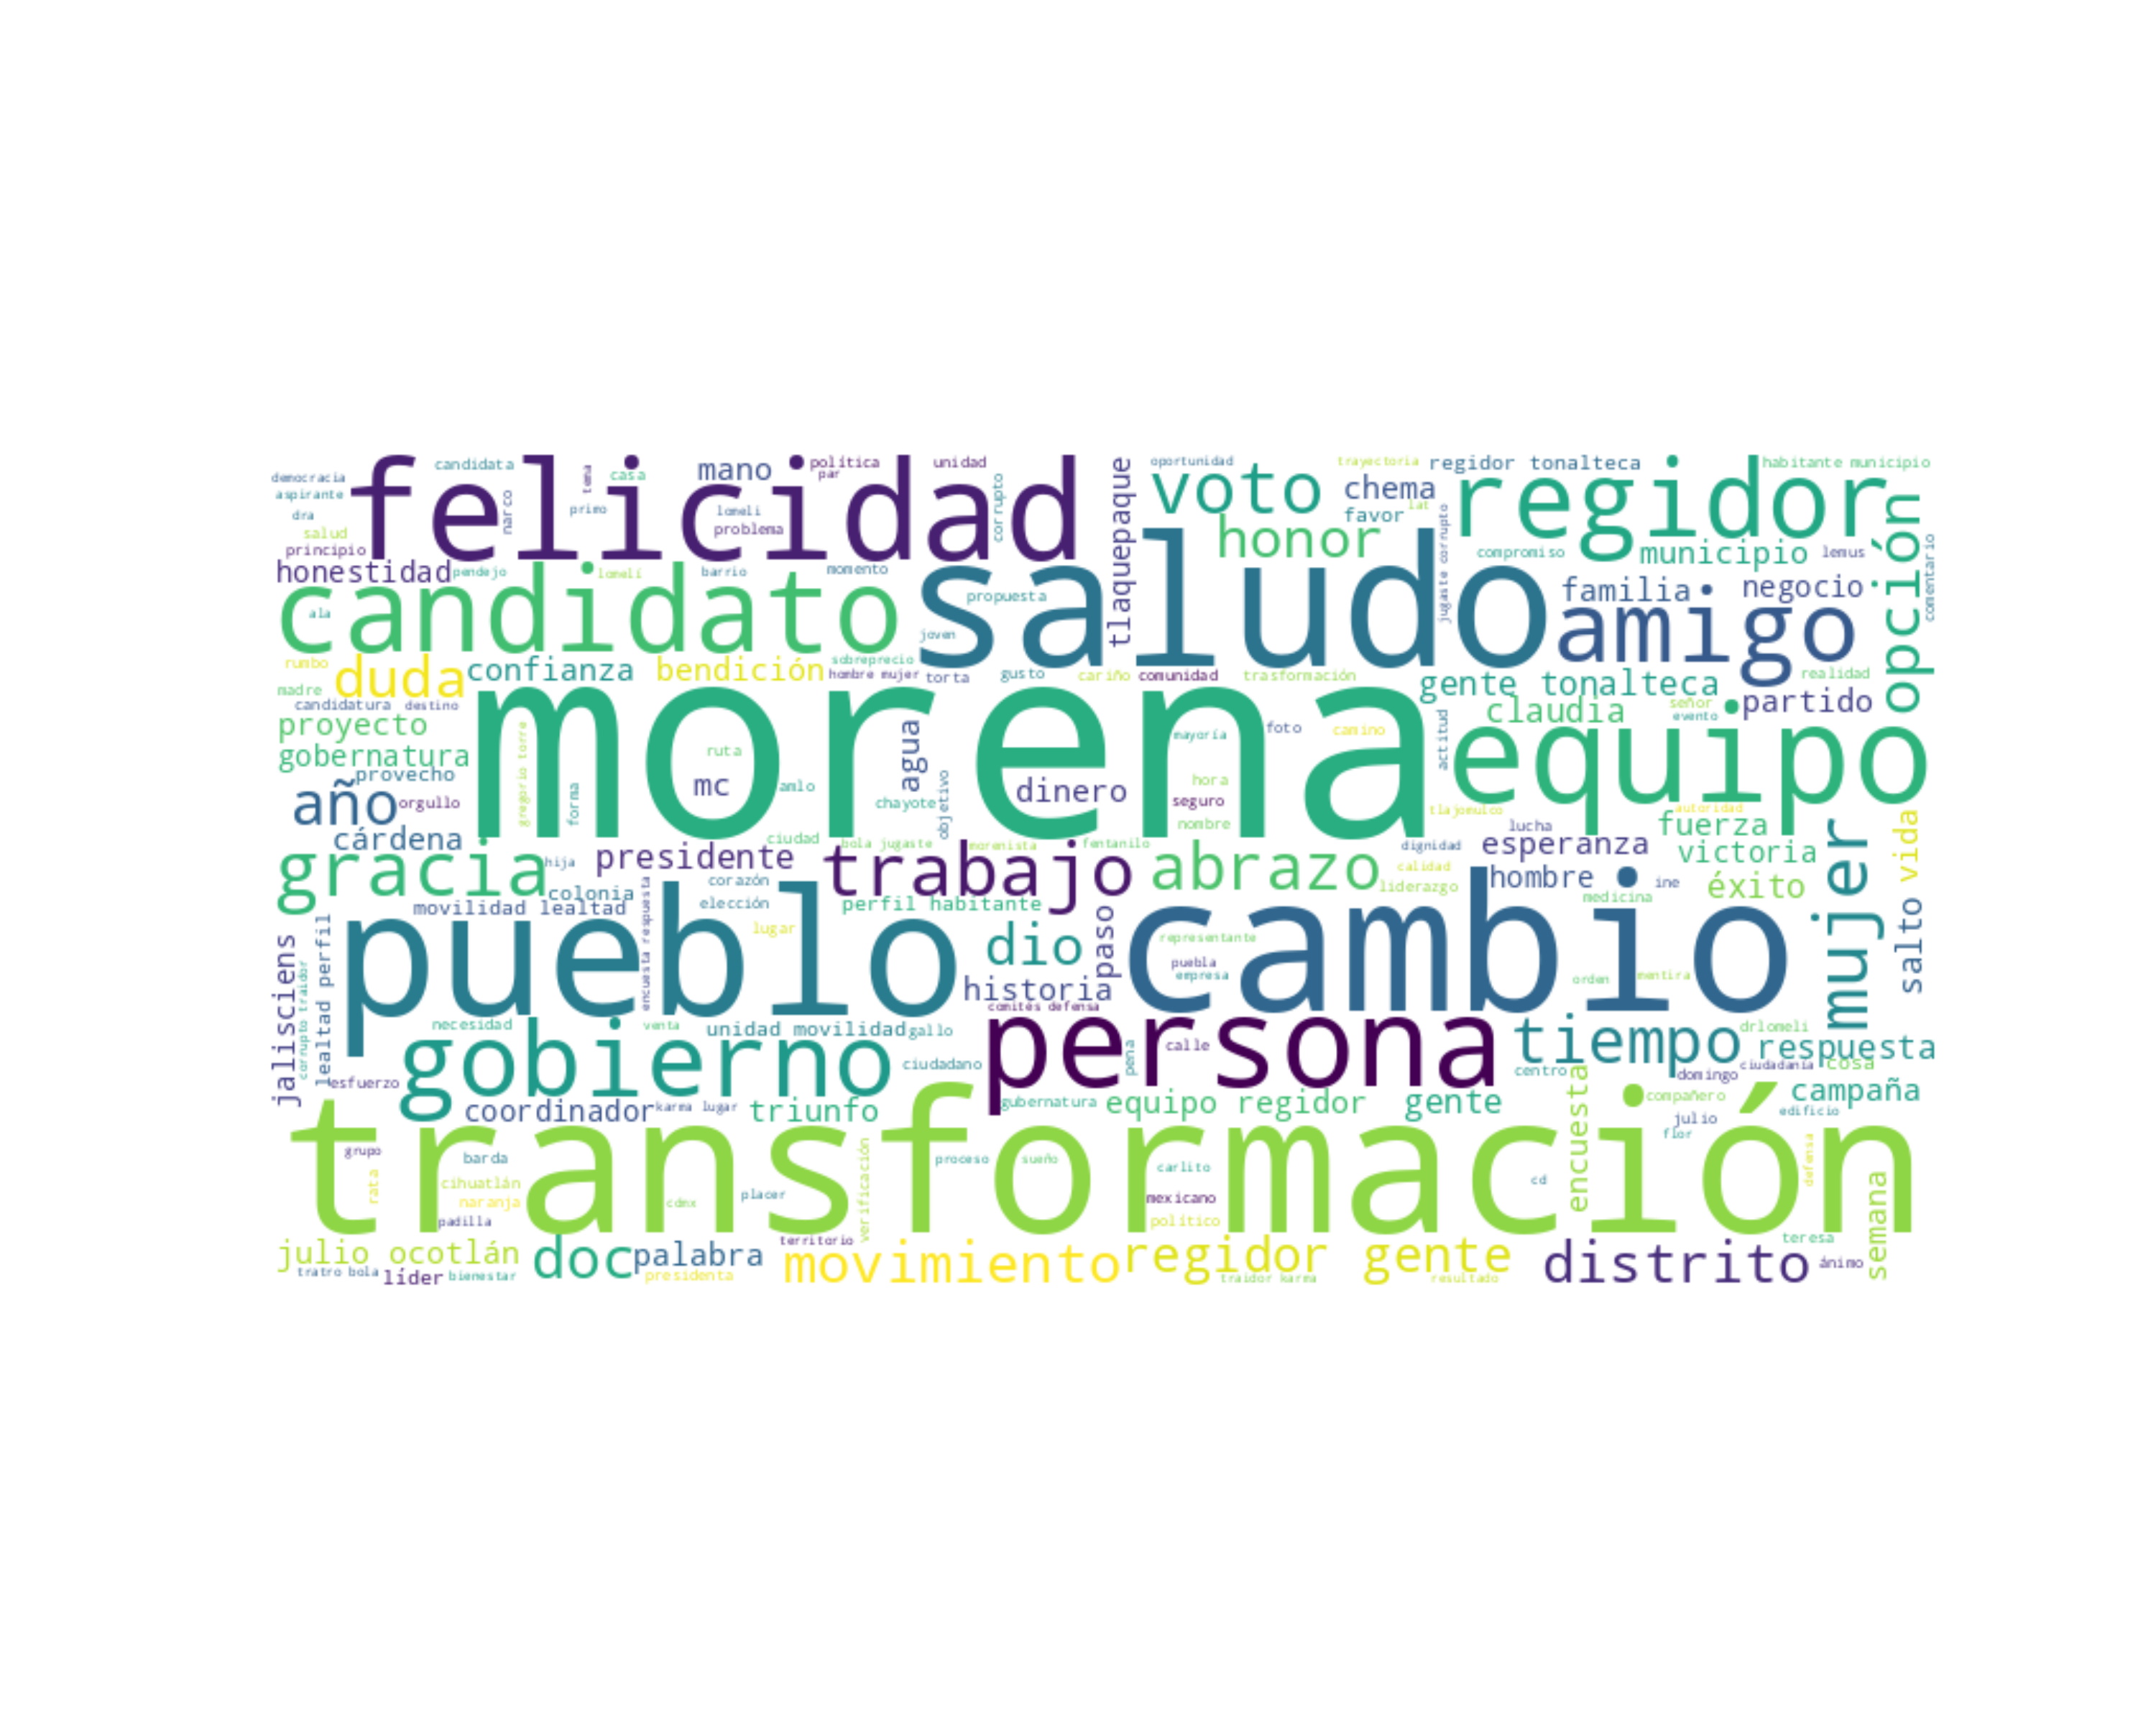 democracia
candidata
felicidad
narco
tema
casa
primo
mano
política
par
unidad
lomeli
problema
corrupto
tlaquepaque
oportunidad
voto
trayectoria
regidor tonalteca
habitante municipio
chema
favor
lat
regidor
opción
aspirante
dra
salud
principio
honestidad
pendejo
lomelí
barrio
momento
honor
jugaste corrupto
compromiso
municipio
lemus
comentario
candidato
ala
saludo
propuesta
joven
familia
negocio
amigo
rumbo
duda
confianza
bendición
sobreprecio
hombre mujer
torta
gusto
cariño
comunidad
trasformación
gente tonalteca
realidad
madre
candidatura
destino
claudia
señor
evento
partido
proyecto
gobernatura
provecho
morena
gregorio torre
forma
ruta
mc
amlo
agua
chayote
objetivo
mayoría
foto
camino
dinero
hora
seguro
nombre
actitud
equipo
año
orgullo
cárdena
tlajomulco
autoridad
lucha
fuerza
vida
gracia
hija
presidente
ciudad
bola jugaste
morenista
fentanilo
trabajo
abrazo
dignidad
calidad
liderazgo
esperanza
victoria
hombre
ine
éxito
mujer
colonia
movilidad lealtad
encuesta respuesta
corazón
elección
lugar
perfil habitante
paso
medicina
salto
pueblo
dio
historia
representante
puebla
empresa
cambio
orden
mentira
jalisciens
corrupto traidor
lealtad perfil
comités defensa
necesidad
venta
unidad movilidad
gallo
gobierno
ciudadano
persona
pena
calle
tiempo
drlomeli
respuesta
esfuerzo
centro
domingo
ciudadanía
cosa
coordinador
karma lugar
triunfo
gubernatura
equipo regidor
gente
encuesta
compañero
campaña
julio
edificio
flor
transformación
grupo
rata
barda
cihuatlán
naranja
padilla
cdmx
placer
verificación
proceso
sueño
carlito
mexicano
político
cd
defensa
semana
territorio
teresa
julio ocotlán
doc
palabra
movimiento
regidor gente
distrito
ánimo
tratro bola
líder
bienestar
presidenta
traidor karma
resultado